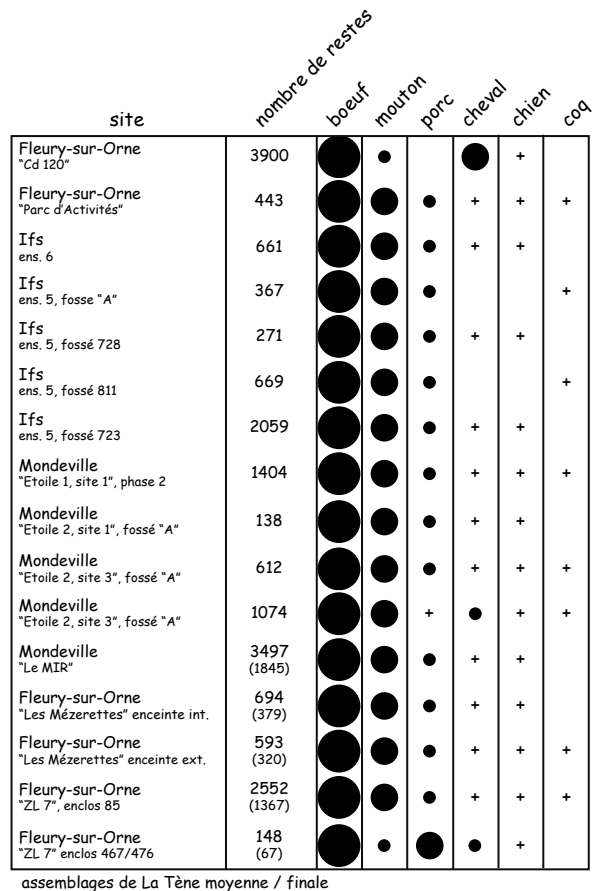 site nombre de restes boeuf mouton porc cheval chien coq
Fleury-sur-Orne 3900 +
"Cd 120"
Fleury-sur-Orne 443 + + +
"Parc d'Activités"
Ifs 661 + +
ens. 6
Ifs 367 +
ens. 5, fosse "A"
Ifs 271 + +
ens. 5, fossé 728
Ifs 669 +
ens. 5, fossé 811
Ifs 2059 + +
ens. 5, fossé 723
Mondeville 1404 + + +
"Etoile 1, site 1", phase 2
Mondeville 138 + +
"Etoile 2, site 1", fossé "A"
Mondeville 612 + + +
"Etoile 2, site 3", fossé "A"
Mondeville 1074 + + +
"Etoile 2, site 3", fossé "A"
Mondeville 3497 + +
"Le MIR" (1845)
Fleury-sur-Orne 694 + +
"Les Mézerettes" enceinte int. (379)
Fleury-sur-Orne 593 + + +
"Les Mézerettes" enceinte ext. (320)
Fleury-sur-Orne 2552 + + +
"ZL 7", enclos 85 (1367)
Fleury-sur-Orne 148 +
"ZL 7" enclos 467/476 (67)
assemblages de La Tène moyenne / finale